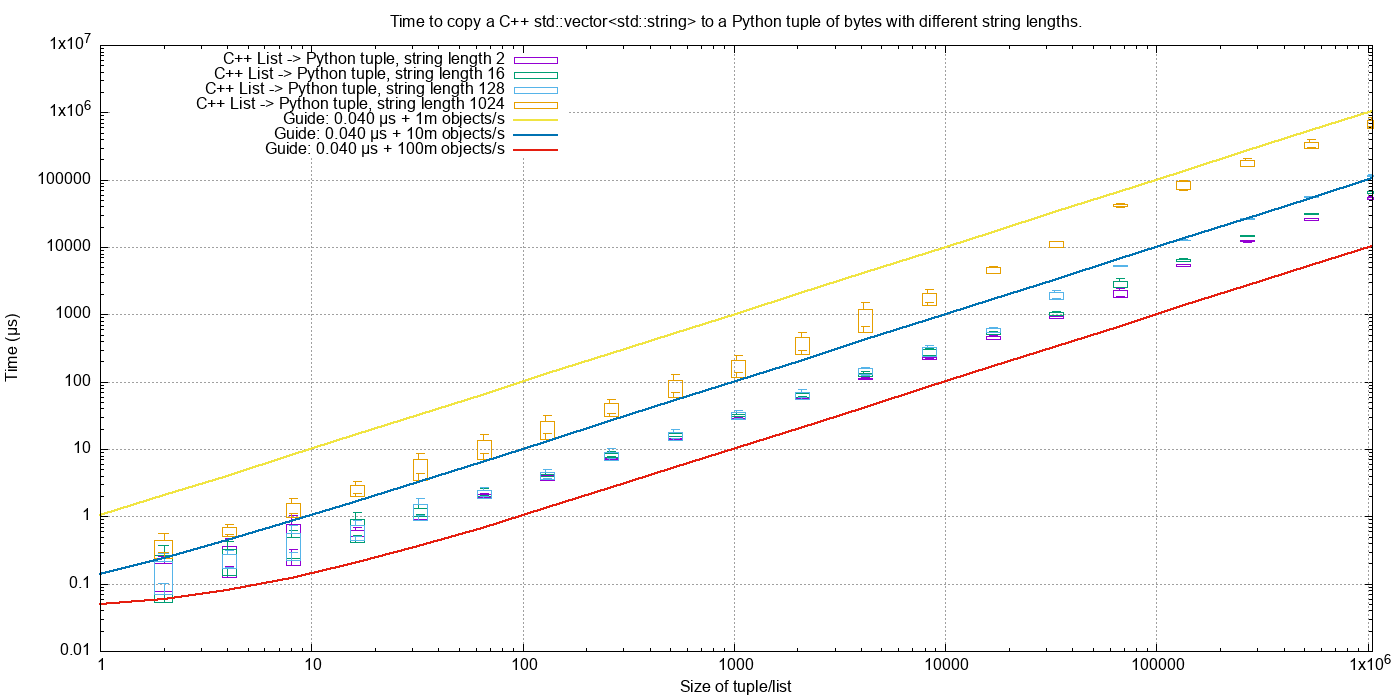 Time to copy a C++ std::vector<std::string> to a Python tuple of bytes with different string lengths.
1x10^7
1x10^6
100000
10000
1000
100
10
1
0.1
0.01
Time (μs)
C++ List -> Python tuple, string length 2
C++ List -> Python tuple, string length 16
C++ List -> Python tuple, string length 128
C++ List -> Python tuple, string length 1024
Guide: 0.040 μs + 1m objects/s
Guide: 0.040 μs + 10m objects/s
Guide: 0.040 μs + 100m objects/s
1 10 100 1000 10000 100000 1x10^6
Size of tuple/list